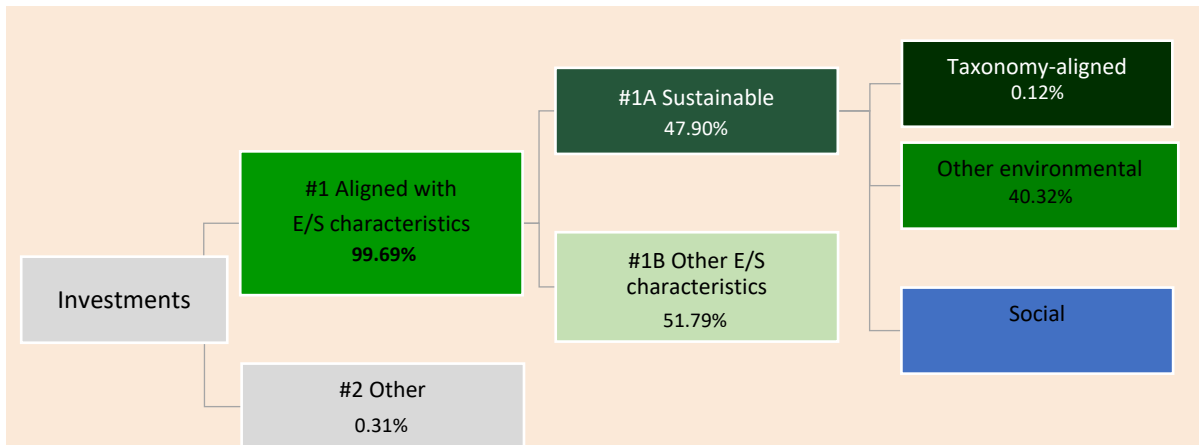 Investments
#1 Aligned with
E/S characteristics
99.69%
#2 Other
0.31%
#1A Sustainable
47.90%
#1B Other E/S
characteristics
51.79%
Taxonomy-aligned
0.12%
Other environmental
40.32%
Social